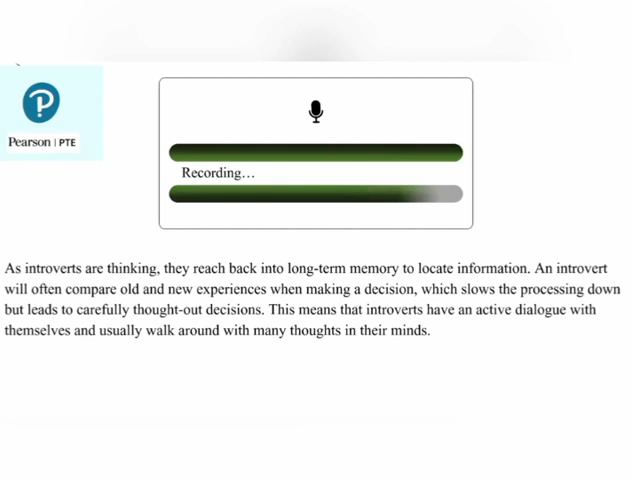 Pearson | PTE
Recording...
As introverts are thinking, they reach back into long-term memory to locate information. An introvert
will often compare old and new experiences when making a decision, which slows the processing down
but leads to carefully thought-out decisions. This means that introverts have an active dialogue with
themselves and usually walk around with many thoughts in their minds.